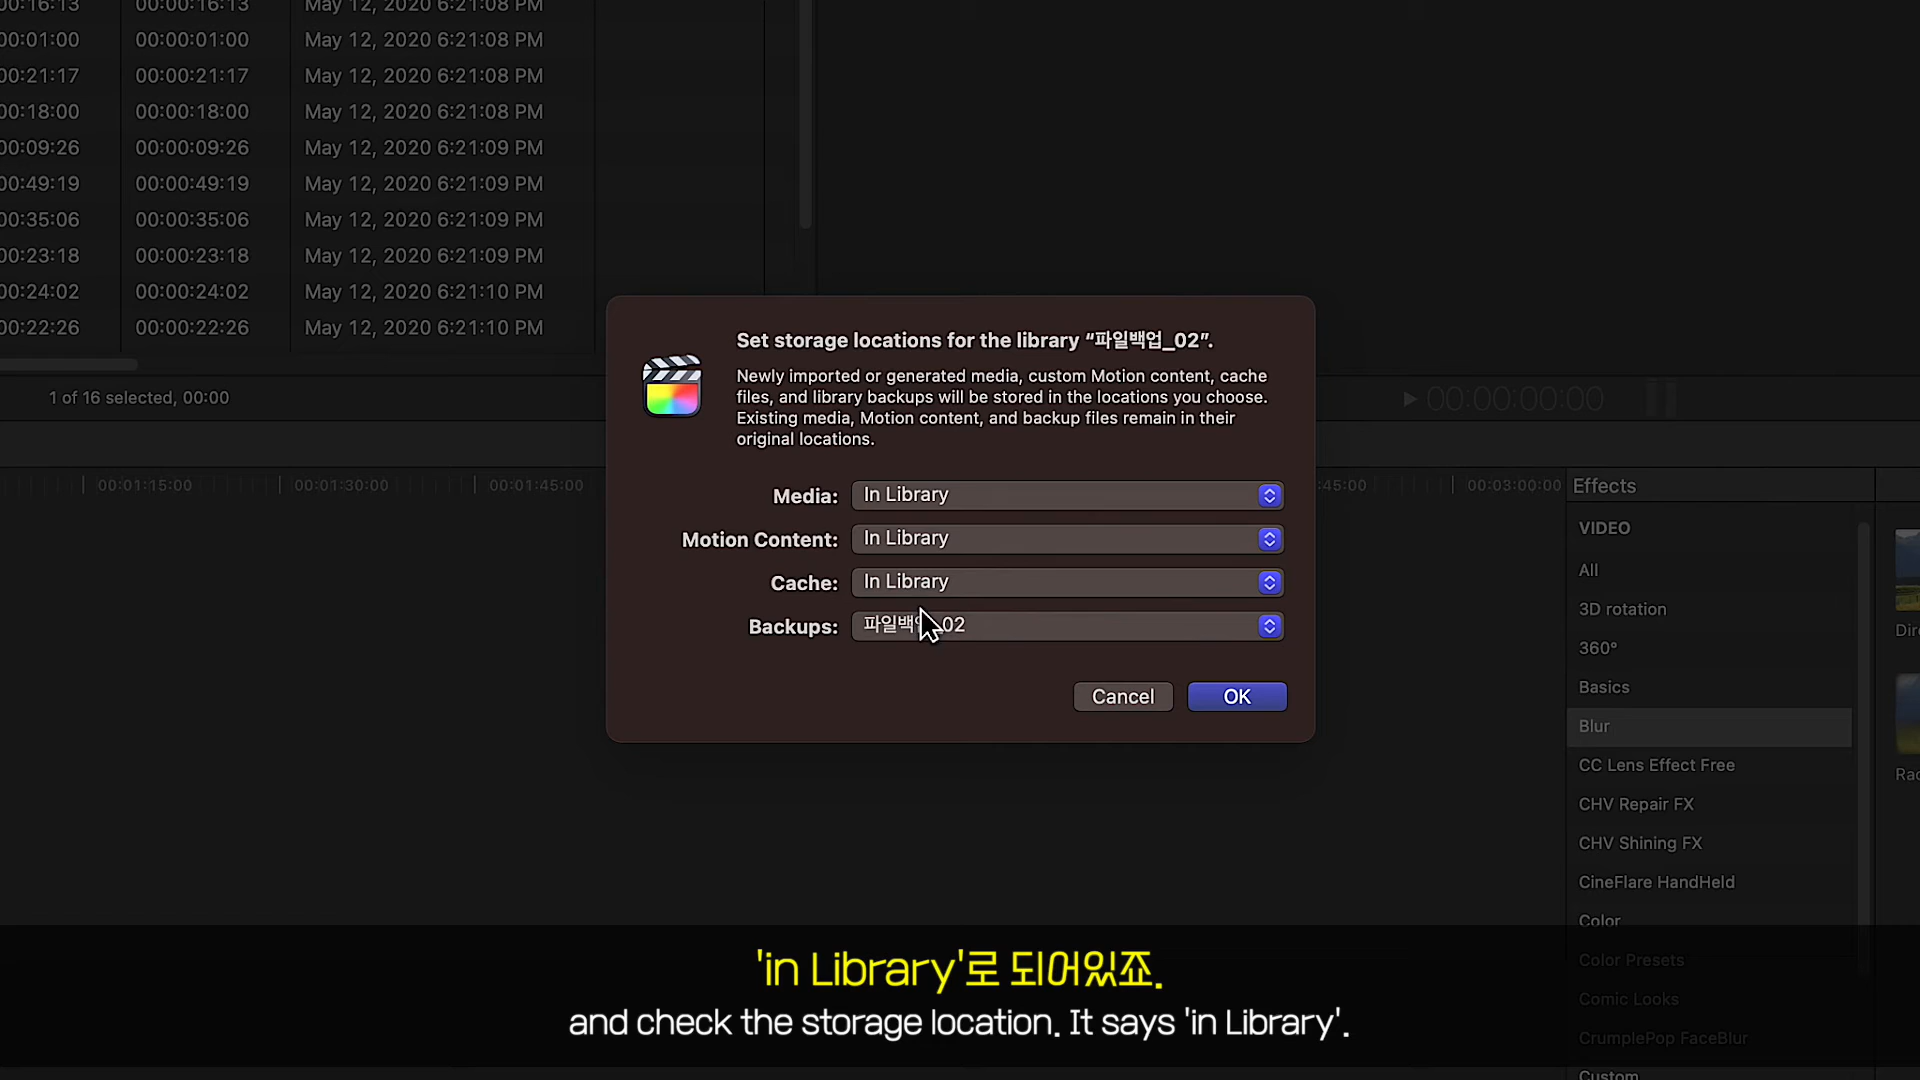 00:16:13 00:00:16:13 May 12, 2020 6:21:08 PM
00:01:00 00:00:01:00 May 12, 2020 6:21:08 PM
00:21:17 00:00:21:17 May 12, 2020 6:21:08 PM
00:18:00 00:00:18:00 May 12, 2020 6:21:08 PM
00:09:26 00:00:09:26 May 12, 2020 6:21:09 PM
00:49:19 00:00:49:19 May 12, 2020 6:21:09 PM
00:35:06 00:00:35:06 May 12, 2020 6:21:09 PM
00:23:18 00:00:23:18 May 12, 2020 6:21:09 PM
00:24:02 00:00:24:02 May 12, 2020 6:21:10 PM
00:22:26 00:00:22:26 May 12, 2020 6:21:10 PM
1 of 16 selected, 00:00
00:00:00:00
00:01:15:00 00:01:30:00 00:01:45:00 :45:00 00:03:00:00
Set storage locations for the library “파일백업_02”.
Newly imported or generated media, custom Motion content, cache
files, and library backups will be stored in the locations you choose.
Existing media, Motion content, and backup files remain in their
original locations.
Media: In Library
Motion Content: In Library
Cache: In Library
Backups: 파일백업_02
Cancel OK
Effects
VIDEO
All
3D rotation
360°
Basics
Blur
CC Lens Effect Free
CHV Repair FX
CHV Shining FX
CineFlare HandHeld
Color
Color Presets
Comic Looks
CrumplePop FaceBlur
Custom
Dir
Rad
'in Library'로 되어있죠.
and check the storage location. It says 'in Library'.